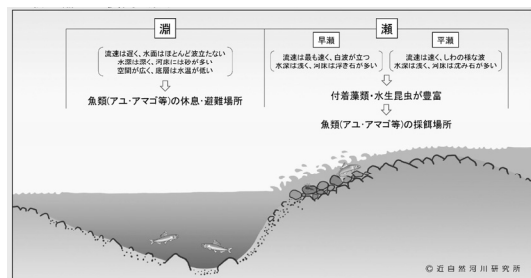 淵
流速は遅く、水面はほとんど波立たない
水深は深く、河床には砂が多い
空間が広く、底層は水温が低い
魚類(アユ・アマゴ等)の休息・避難場所
瀬
早瀬
流速は最も速く、白波が立つ
水深は浅く、河床は浮き石が多い
平瀬
流速は速く、しわの様な波
水深は浅く、河床は沈み石が多い
付着藻類・水生昆虫が豊富
魚類(アユ・アマゴ等)の採餌場所
© 近自然河川研究所